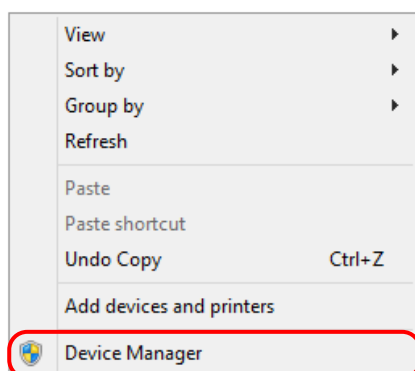 View
Sort by
Group by
Refresh
Paste
Paste shortcut
Undo Copy Ctrl+Z
Add devices and printers
Device Manager